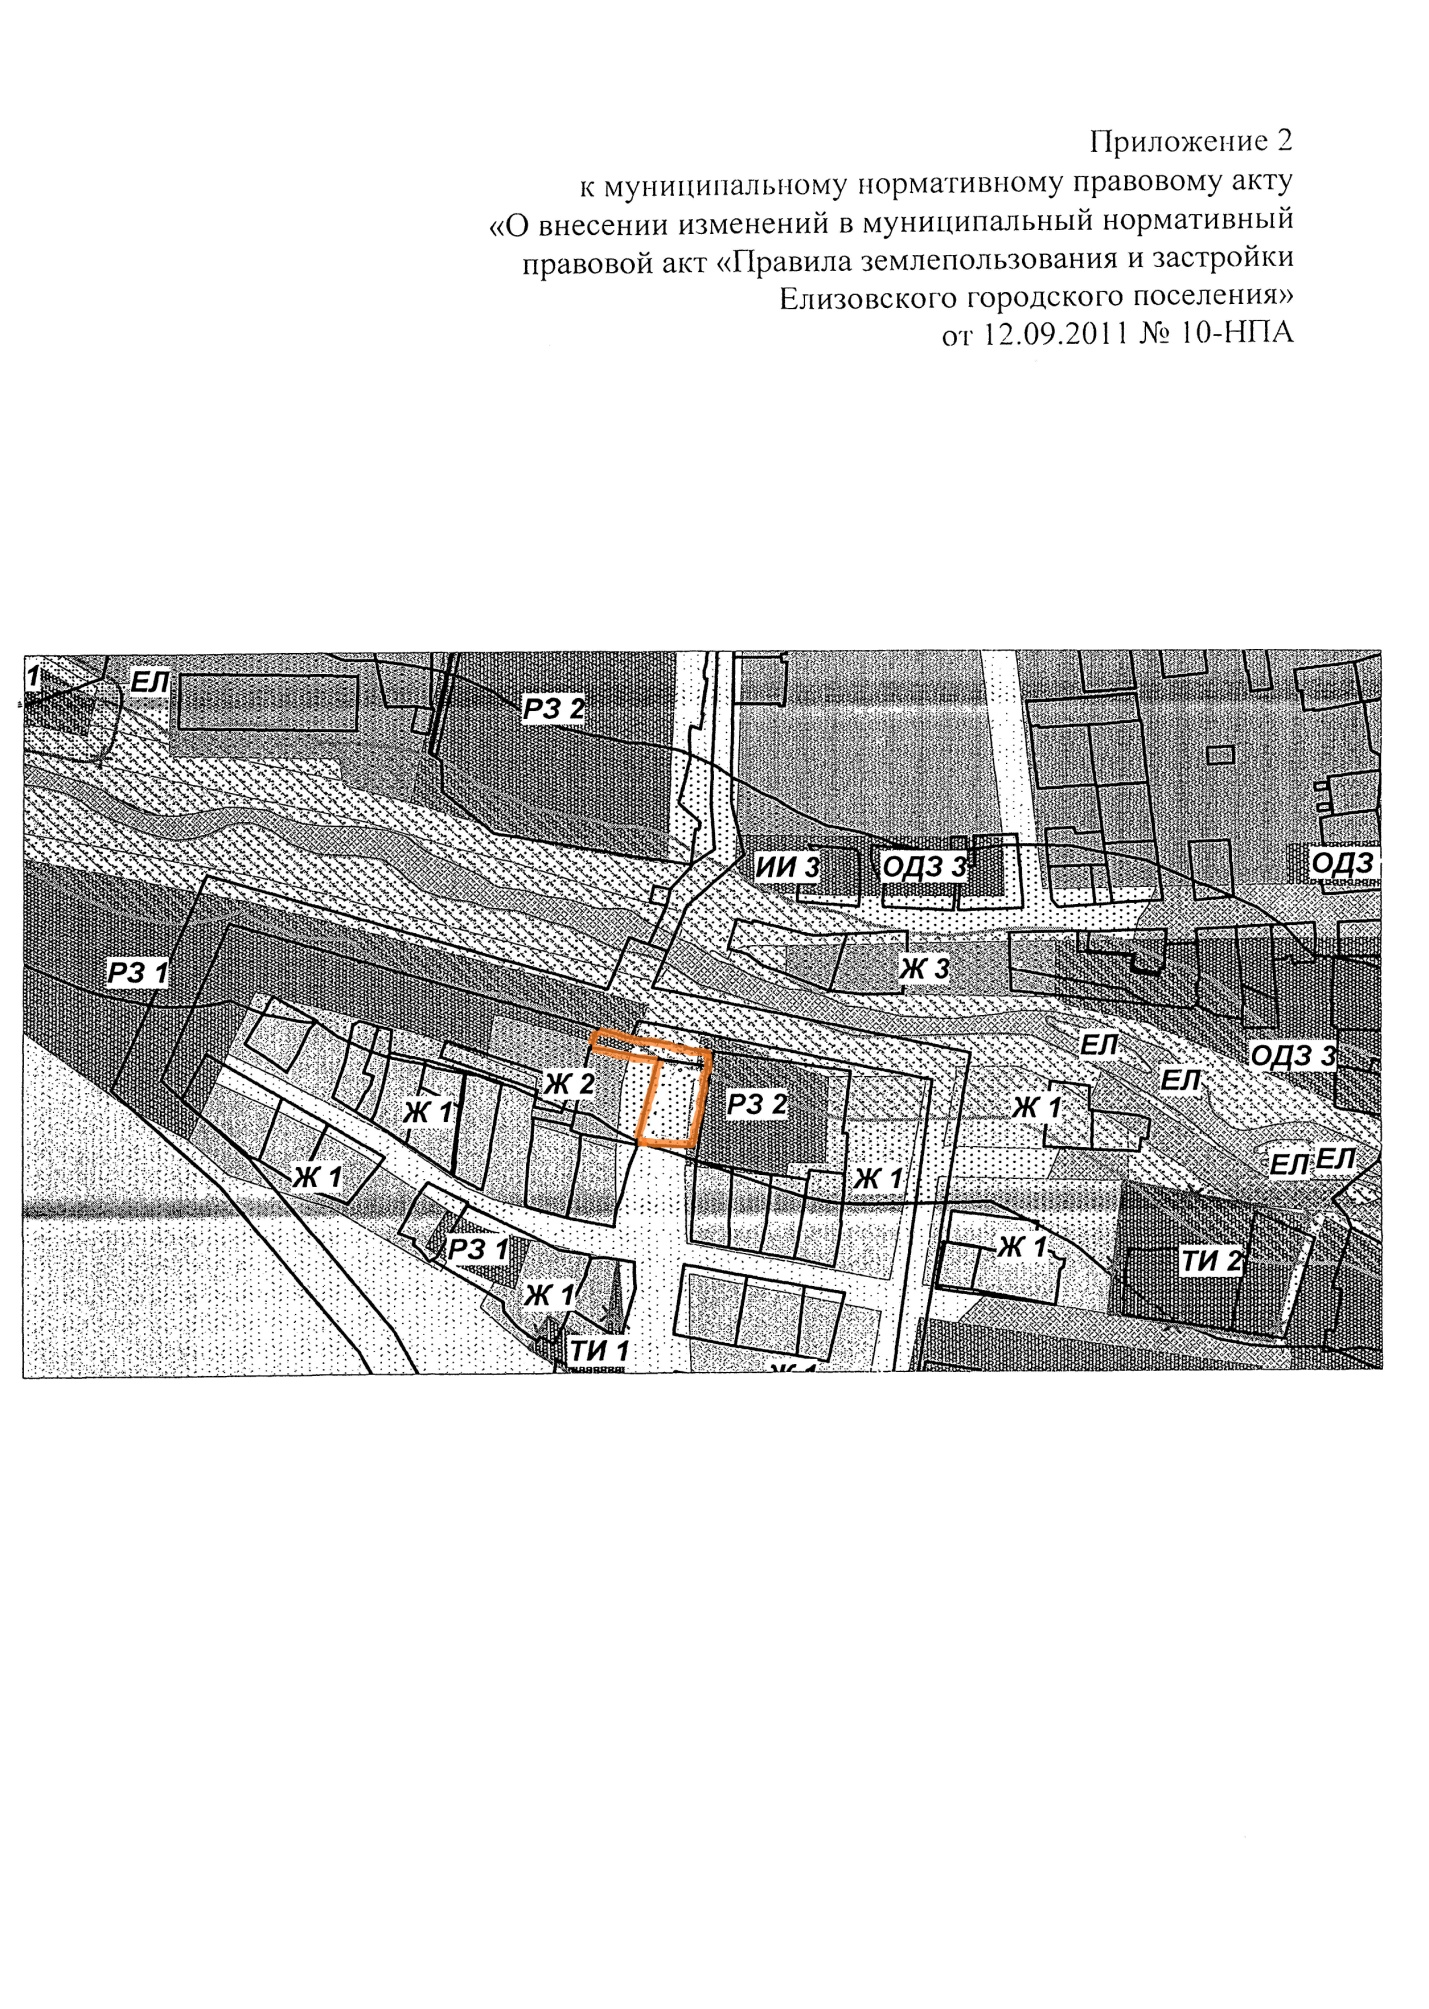 Приложение 2
к муниципальному нормативному правовому акту
«О внесении изменений в муниципальный нормативный
правовой акт «Правила землепользования и застройки
Елизовского городского поселения»
от 12.09.2011 № 10-НПА
1
ЕЛ
РЗ 2
ИИ 3
ОДЗ 3
ОДЗ
РЗ 1
Ж 3
ЕЛ
ОДЗ 3
Ж 2
ЕЛ
Ж 1
РЗ 2
Ж 1
Ж 1
Ж 1
ЕЛ
ЕЛ
РЗ 1
Ж 1
ТИ 2
Ж 1
ТИ 1
Ж 1